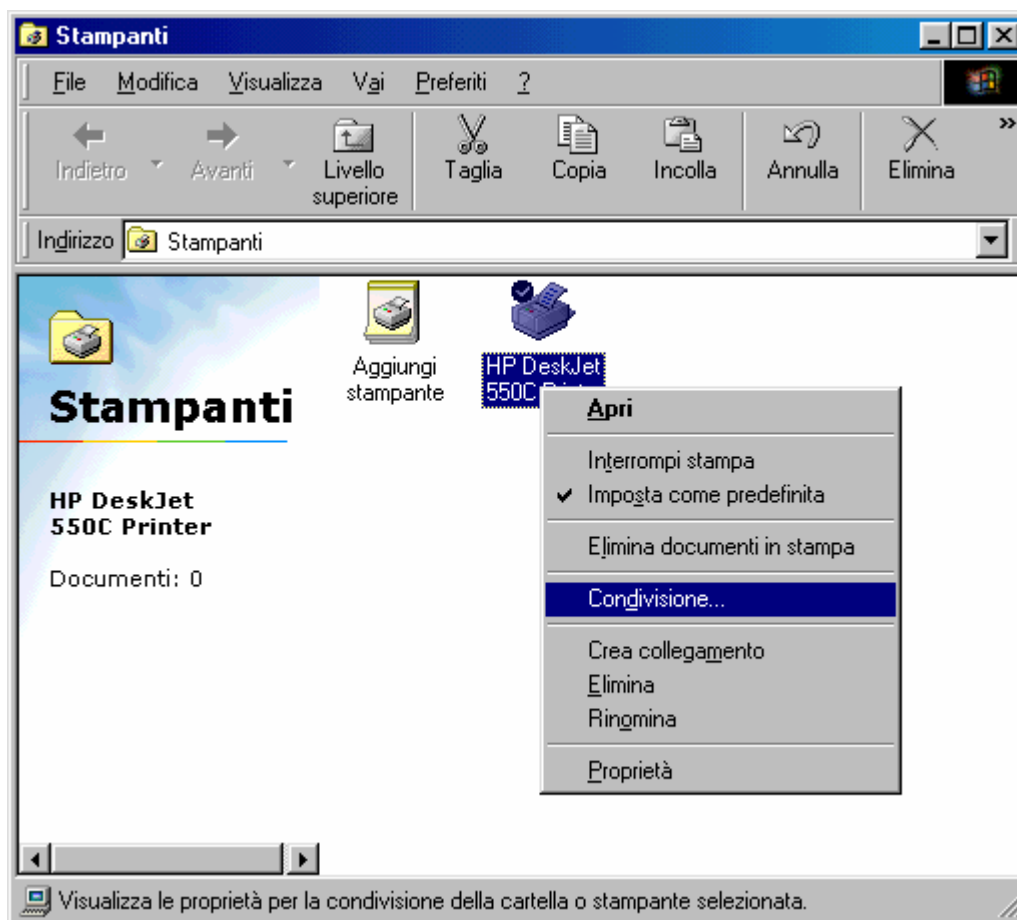 Stampanti
File Modifica Visualizza Vai Preferiti ?
Indietro Avanti Livello superiore Taglia Copia Incolla Annulla Elimina »
Indirizzo Stampanti
Stampanti
HP DeskJet
550C Printer
Documenti: 0
Aggiungi
stampante
HP DeskJet
550C
Apri
Interrompi stampa
Imposta come predefinita
Elimina documenti in stampa
Condivisione...
Crea collegamento
Elimina
Rinomina
Proprietà
Visualizza le proprietà per la condivisione della cartella o stampante selezionata.